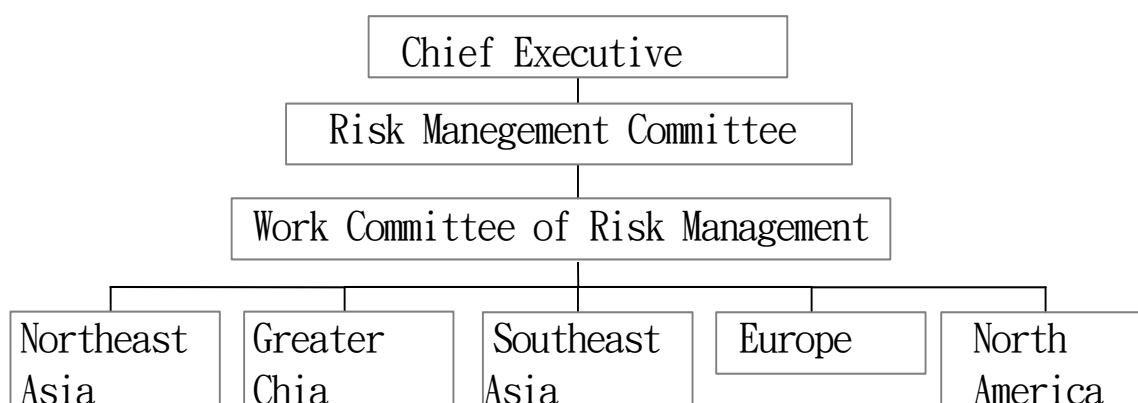 Chief Executive
Risk Manegement Committee
Work Committee of Risk Management
Northeast
Asia
Greater
Chia
Southeast
Asia
Europe
North
America